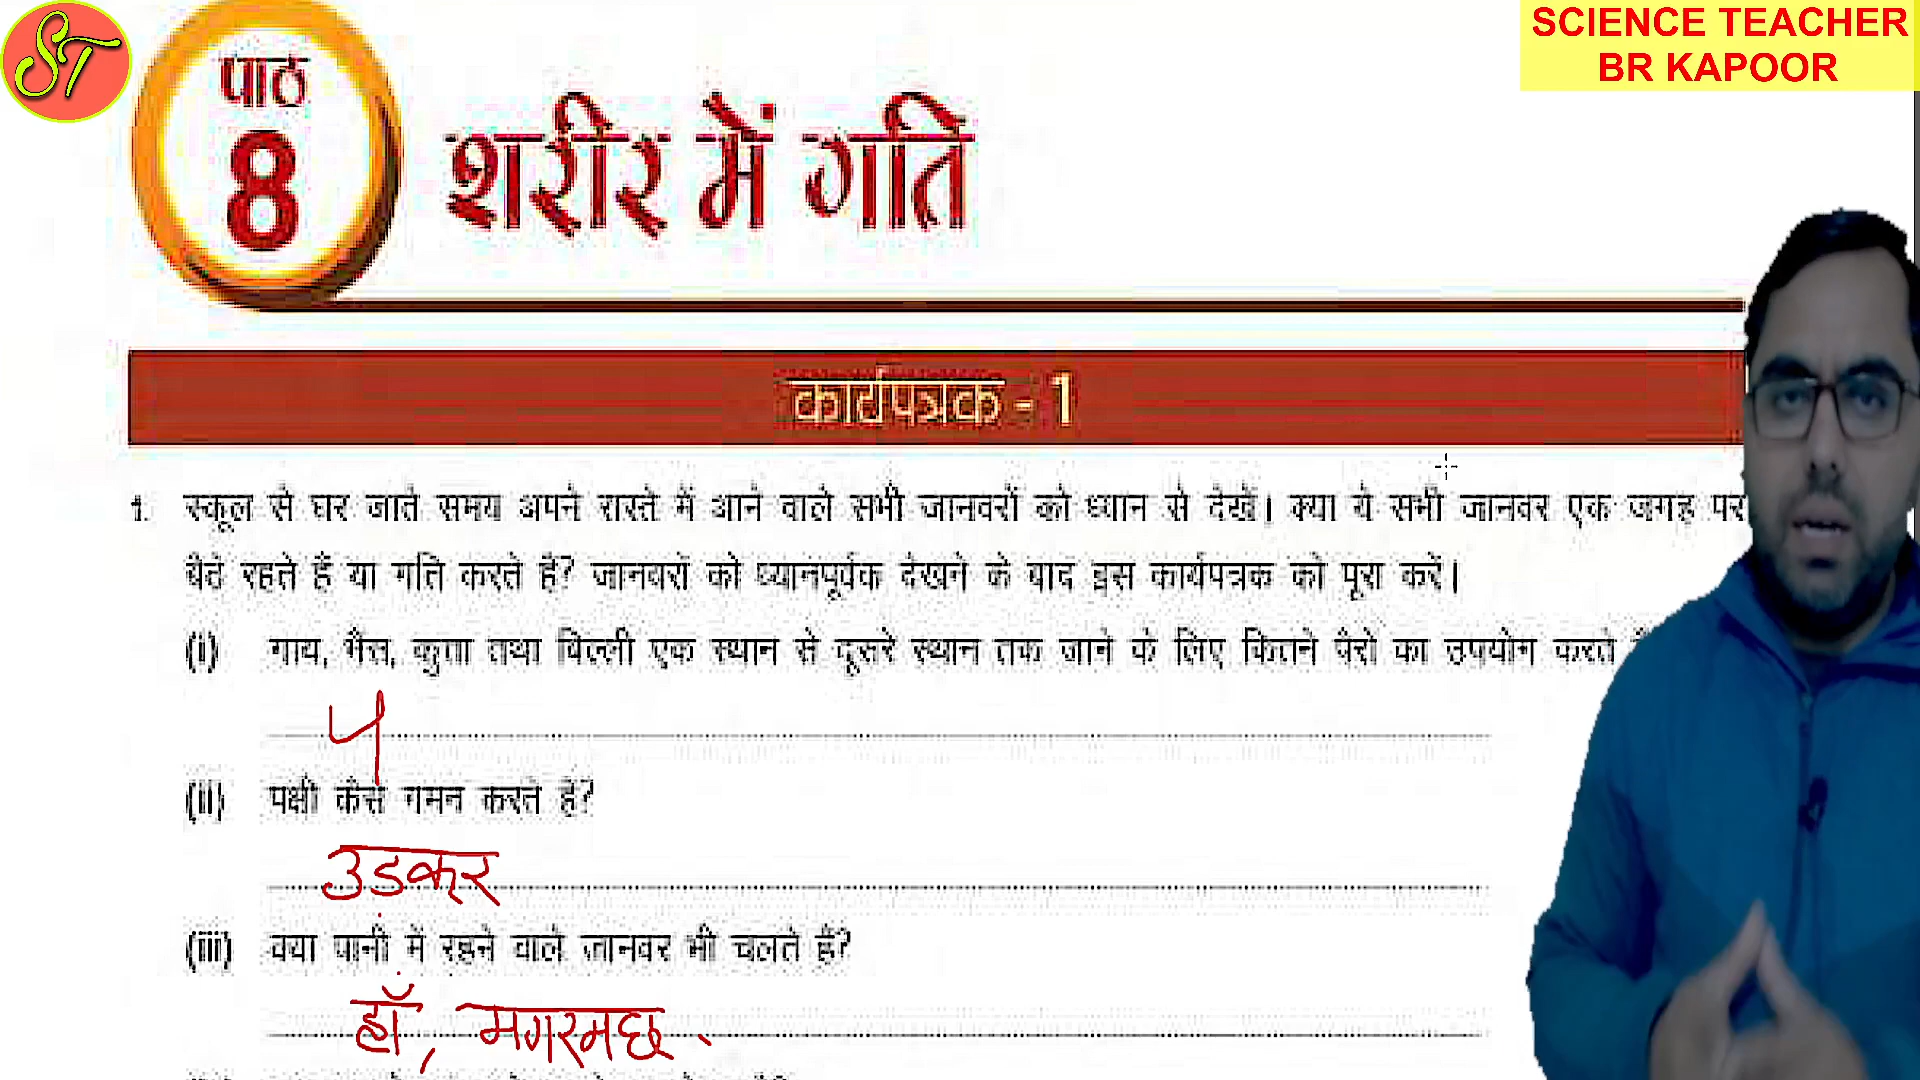 ST
SCIENCE TEACHER
BR KAPOOR
पाठ
8
शरीर में गति
कार्यपत्रक - 1
1. स्कूल से घर जाते समय अपने रास्ते में आने वाले सभी जानवरों को ध्यान से देखें। क्या ये सभी जानवर एक जगह पर
बैठे रहते हैं या गति करते हैं? जानवरों को ध्यानपूर्वक देखने के बाद इस कार्यपत्रक को पूरा करें।
(i) गाय, भैंस, कुत्ता तथा बिल्ली एक स्थान से दूसरे स्थान तक जाने के लिए कितने पैरों का उपयोग करते
4
(ii) पक्षी कैसे गमन करते हैं?
उड़कर
(iii) क्या पानी में रहने वाले जानवर भी चलते हैं?
हाँ, मगरमछ.